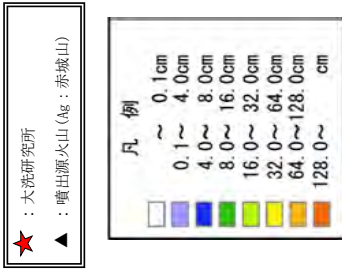 ★：大洗研究所
▲：噴出源火山(Ag：赤城山)
凡 例
～ 0.1cm
0.1～ 4.0cm
4.0～ 8.0cm
8.0～ 16.0cm
16.0～ 32.0cm
32.0～ 64.0cm
64.0～128.0cm
128.0～ cm